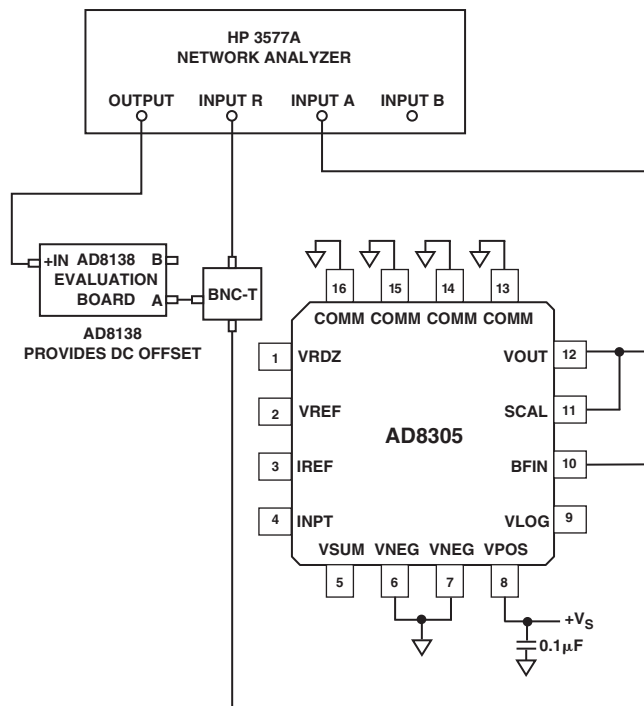 HP 3577A
NETWORK ANALYZER
OUTPUT INPUT R INPUT A INPUT B
+IN AD8138 B
EVALUATION
BOARD A
BNC-T
AD8138
PROVIDES DC OFFSET
16 15 14 13
COMM COMM COMM COMM
1 VRDZ VOUT 12
2 VREF SCAL 11
AD8305
3 IREF BFIN 10
4 INPT VLOG 9
VSUM VNEG VNEG VPOS
5 6 7 8
+VS
0.1μF